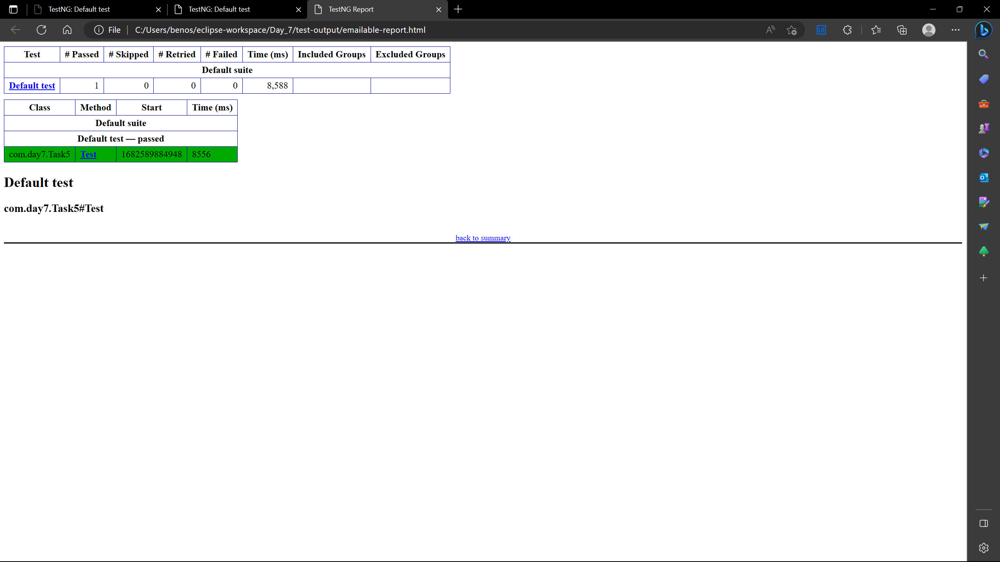 TestNG: Default test
TestNG: Default test
TestNG Report
File
C:/Users/benos/eclipse-workspace/Day_7/test-output/emailable-report.html
Ui
Test # Passed # Skipped # Retried # Failed Time (ms) Included Groups Excluded Groups
Default suite
Default test 1 0 0 0 8,588
Class Method Start Time (ms)
Default suite
Default test — passed
com.day7.Task5 Test 1682589884948 8556
Default test
com.day7.Task5#Test
back to summary